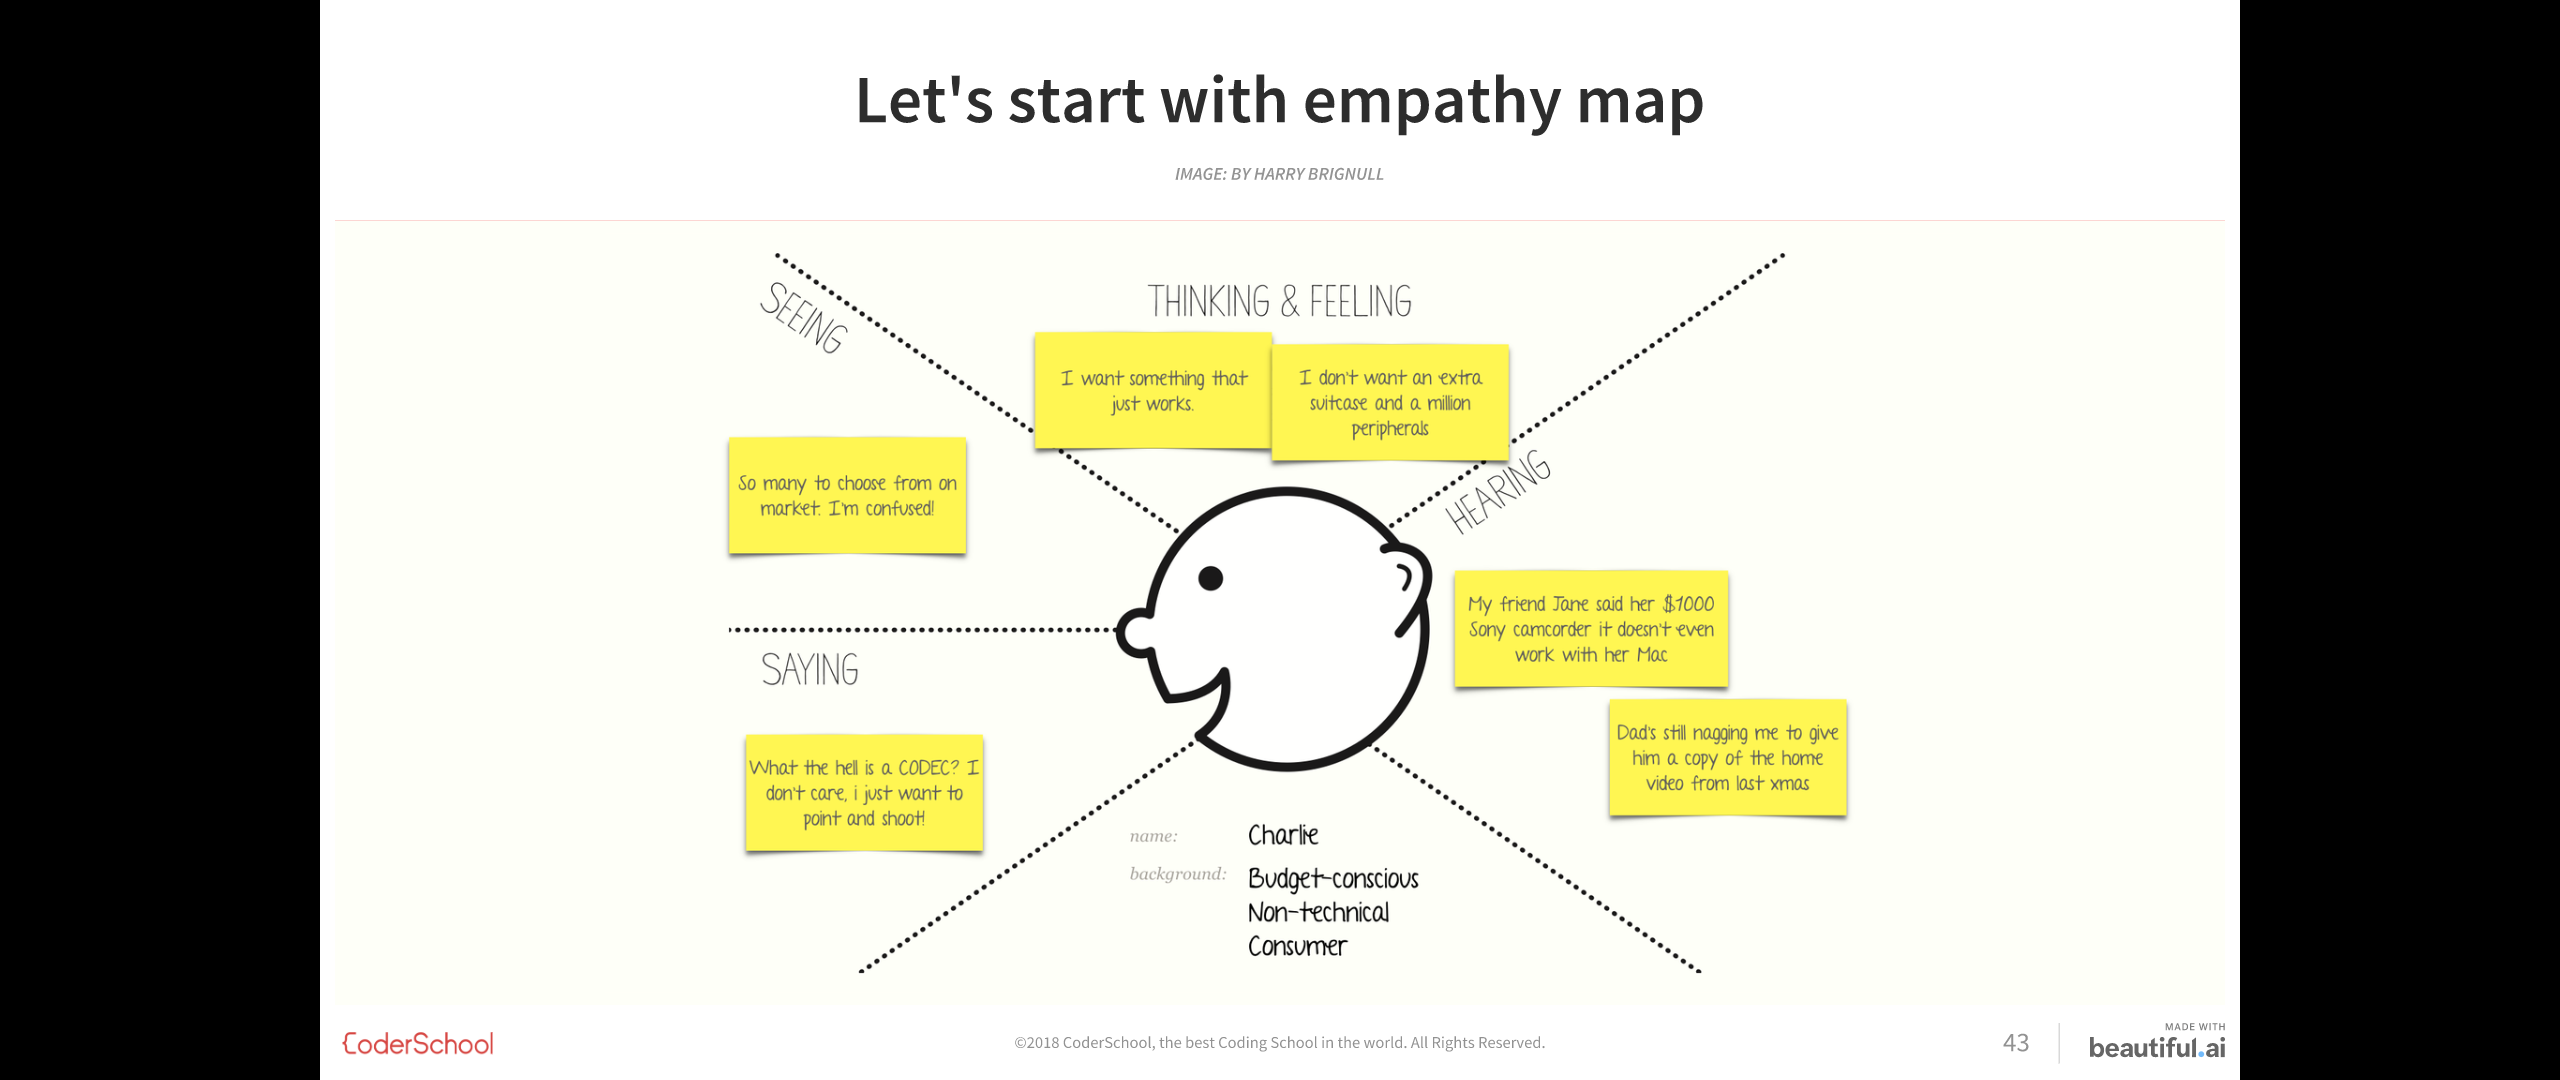 Let's start with empathy map
IMAGE: BY HARRY BRIGNULL
SEEING
THINKING & FEELING
I want something that
just works.
I don't want an extra
suitcase and a million
peripherals
So many to choose from on
market. I'm confused!
HEARING
My friend Jane said her $1000
Sony camcorder it doesn't even
work with her Mac
SAYING
Dad's still nagging me to give
him a copy of the home
video from last xmas
What the hell is a CODEC? I
don't care, i just want to
point and shoot!
name: Charlie
background: Budget-conscious
Non-technical
Consumer
CoderSchool
©2018 CoderSchool, the best Coding School in the world. All Rights Reserved.
43
MADE WITH
beautiful.ai